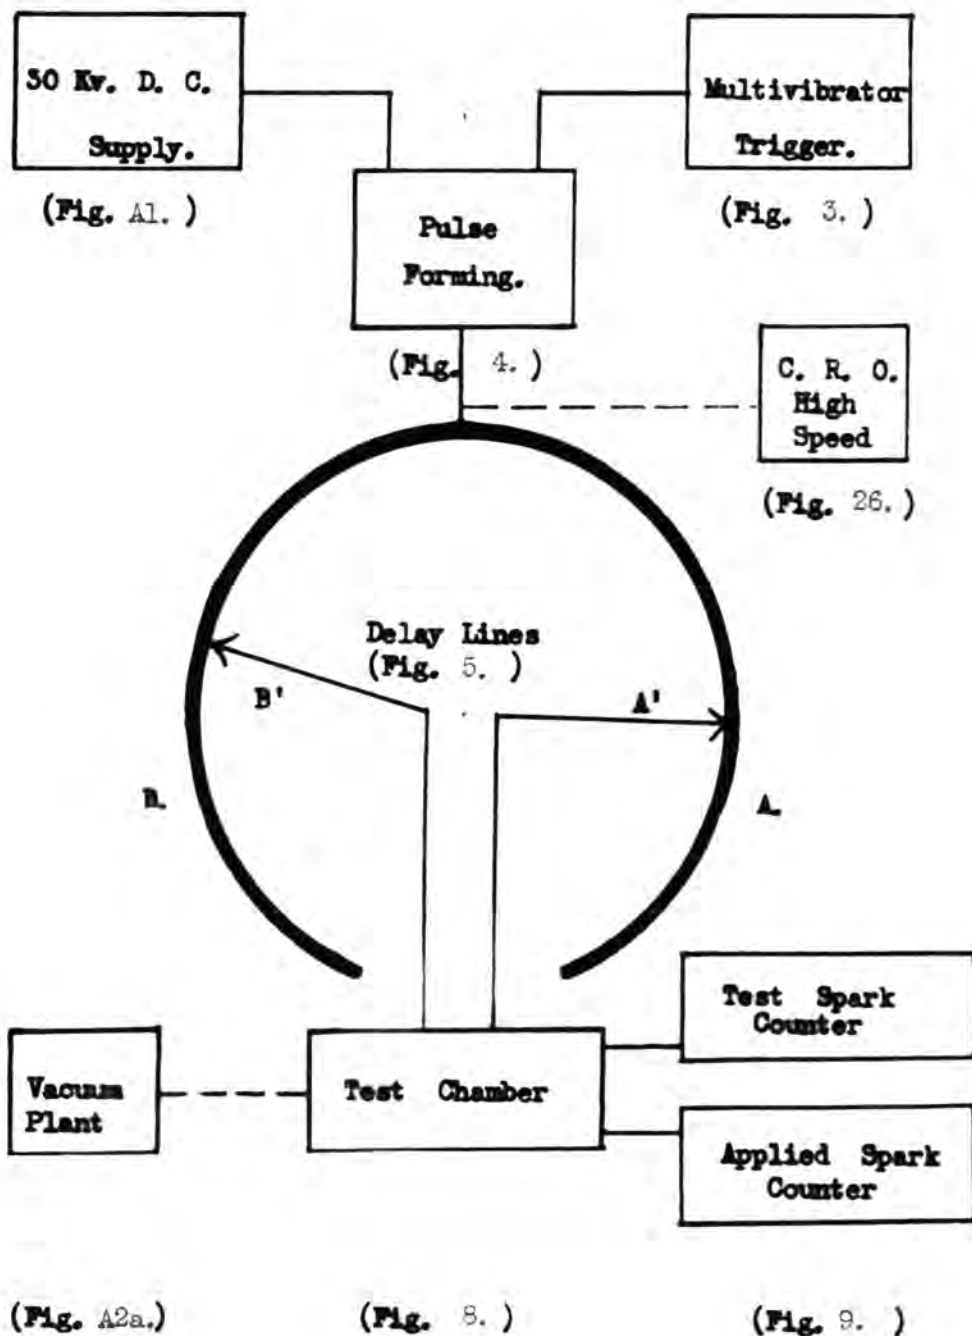 30 Kv. D. C.
Supply.
(Fig. A1. )
Multivibrator
Trigger.
(Fig. 3. )
Pulse
Forming.
(Fig. 4. )
C. R. O.
High
Speed
(Fig. 26. )
Delay Lines
(Fig. 5. )
B'
A'
B.
A.
Test Spark
Counter
Vacuum
Plant
Test Chamber
Applied Spark
Counter
(Fig. A2a.)
(Fig. 8. )
(Fig. 9. )